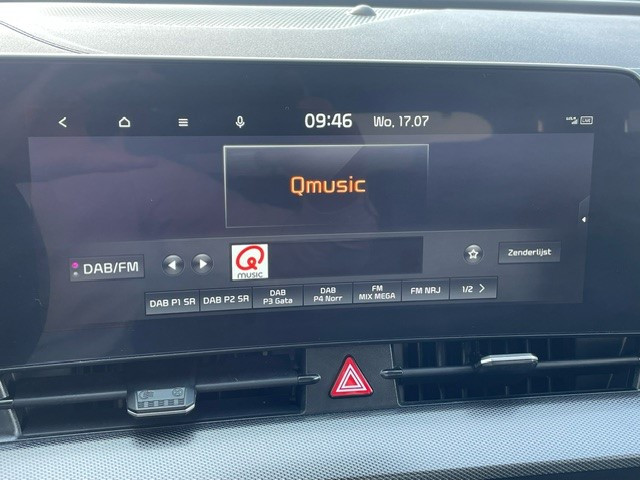 09:46 Wo, 17.07
LIVE
Qmusic
DAB/FM
Q
music
Zenderlijst
DAB P1 SR
DAB P2 SR
DAB
P3 Gata
DAB
P4 Norr
FM
MIX MEGA
FM NRJ
1/2